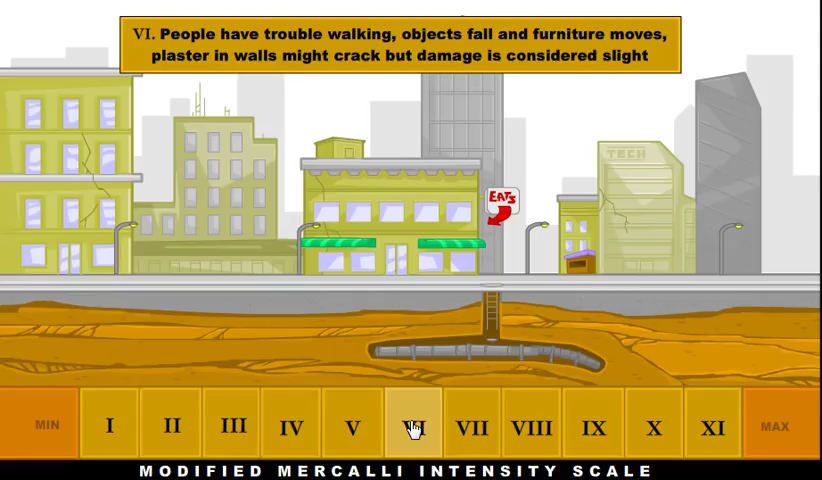 VI. People have trouble walking, objects fall and furniture moves,
plaster in walls might crack but damage is considered slight
TECH
EATS
MIN I II III IV V VI VII VIII IX X XI MAX
MODIFIED MERCALLI INTENSITY SCALE